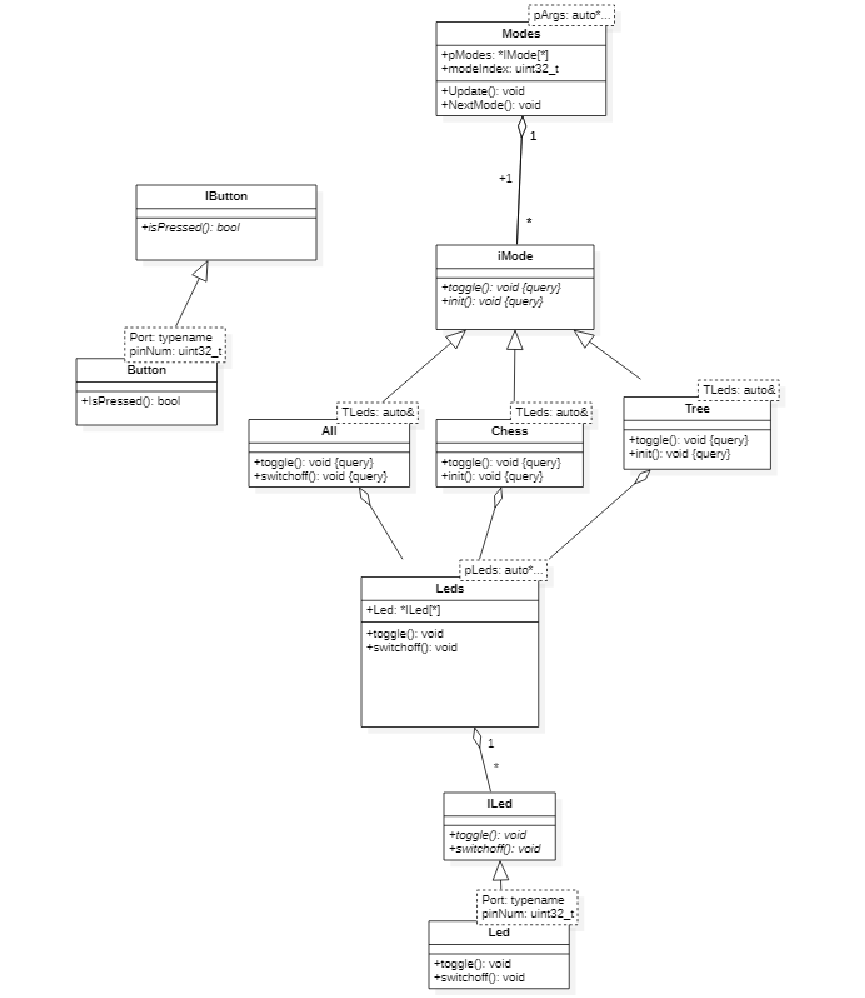 pArgs: auto*...
Modes
+pModes: *IMode[*]
+modeIndex: uint32_t
+Update(): void
+NextMode(): void
1
+1
*
IButton
+isPressed(): bool
iMode
+toggle(): void {query}
+init(): void {query}
Port: typename
pinNum: uint32_t
Button
+IsPressed(): bool
TLeds: auto&
All
+toggle(): void {query}
+switchoff(): void {query}
TLeds: auto&
Chess
+toggle(): void {query}
+init(): void {query}
TLeds: auto&
Tree
+toggle(): void {query}
+init(): void {query}
pLeds: auto*...
Leds
+Led: *ILed[*]
+toggle(): void
+switchoff(): void
1
*
ILed
+toggle(): void
+switchoff(): void
Port: typename
pinNum: uint32_t
Led
+toggle(): void
+switchoff(): void